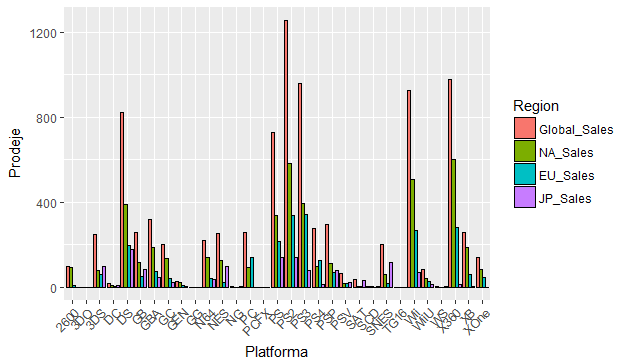 1200
800
400
0
Prodeje
2600 3DO 3DS DC DS GB GBA GC GEN GG N64 NES NG PC PCFX PS PS2 PS3 PS4 PSP PSV SAT SCD SNES TG16 Wii WiiU WS X360 XB XOne
Platforma
Region
Global_Sales
NA_Sales
EU_Sales
JP_Sales